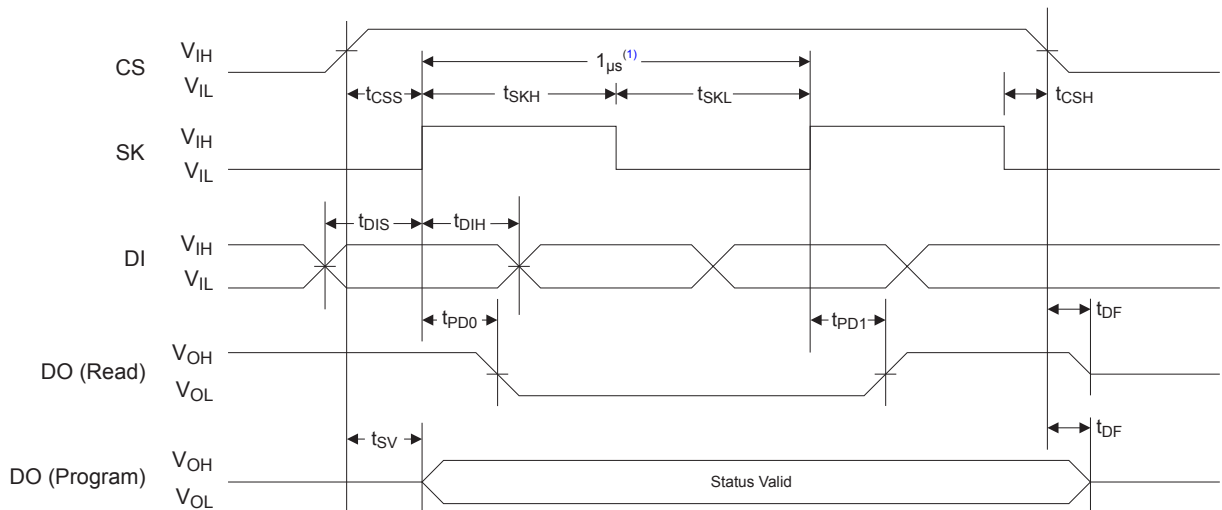 CS
VIH
VIL
1µs(1)
tCSS
tSKH
tSKL
tCSH
SK
VIH
VIL
tDIS
tDIH
DI
VIH
VIL
tPD0
tPD1
tDF
DO (Read)
VOH
VOL
tSV
tDF
DO (Program)
VOH
VOL
Status Valid